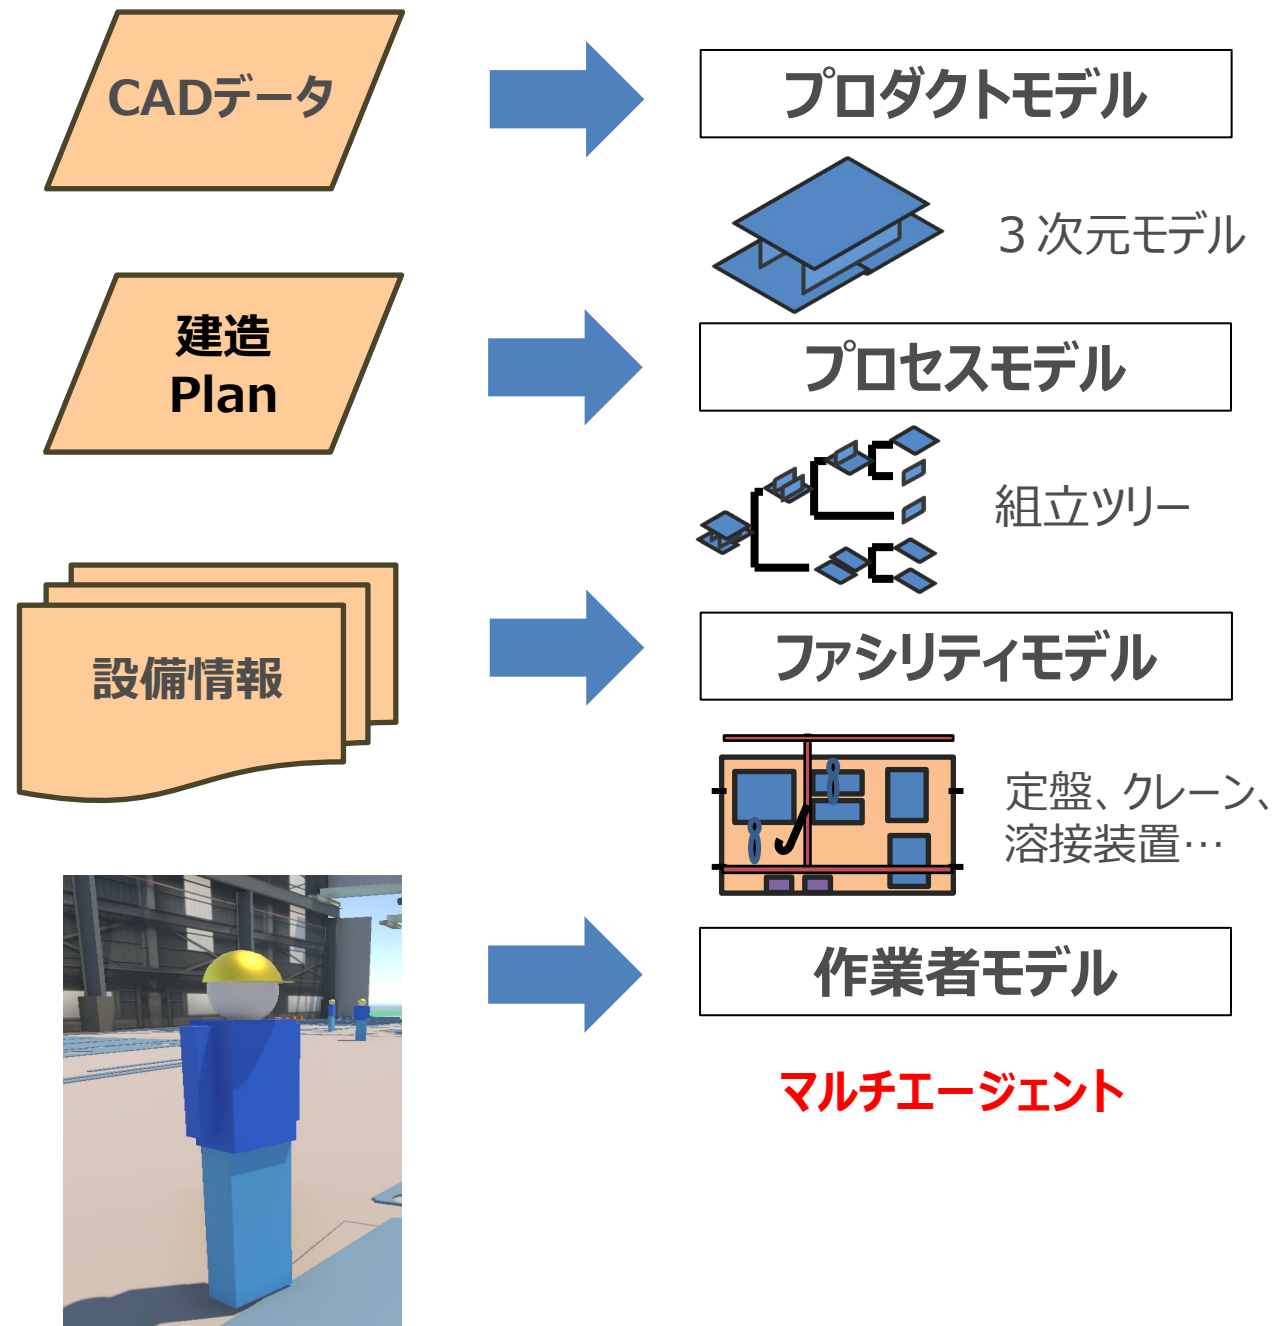 CADデータ
プロダクトモデル
３次元モデル
建造
Plan
プロセスモデル
組立ツリー
設備情報
ファシリティモデル
定盤、クレーン、
溶接装置…
作業者モデル
マルチエージェント